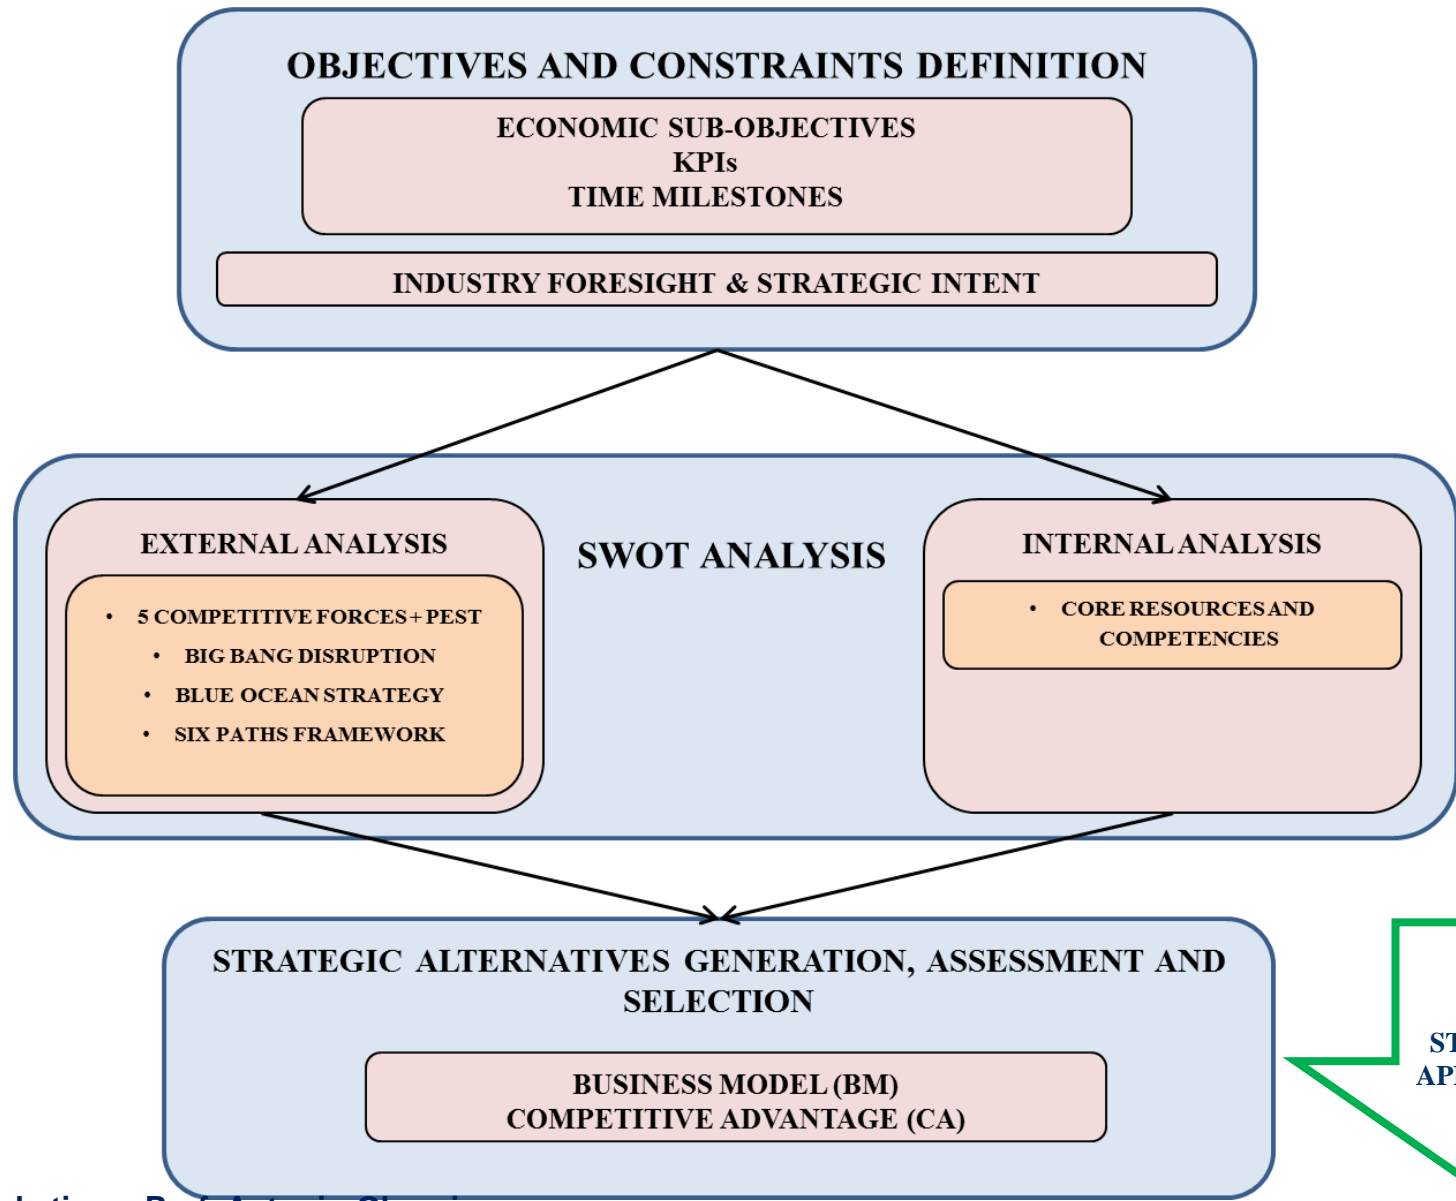 OBJECTIVES AND CONSTRAINTS DEFINITION
ECONOMIC SUB-OBJECTIVES
KPIs
TIME MILESTONES
INDUSTRY FORESIGHT & STRATEGIC INTENT
EXTERNAL ANALYSIS
• 5 COMPETITIVE FORCES + PEST
• BIG BANG DISRUPTION
• BLUE OCEAN STRATEGY
• SIX PATHS FRAMEWORK
SWOT ANALYSIS
INTERNAL ANALYSIS
• CORE RESOURCES AND
COMPETENCIES
STRATEGIC ALTERNATIVES GENERATION, ASSESSMENT AND
SELECTION
BUSINESS MODEL (BM)
COMPETITIVE ADVANTAGE (CA)